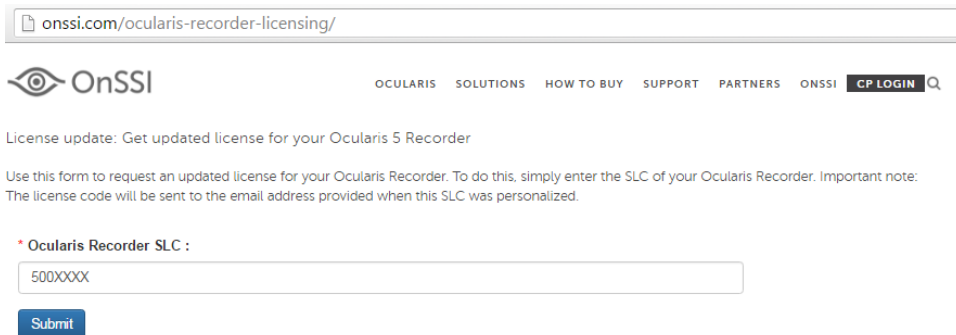 onssi.com/ocularis-recorder-licensing/
OnSSI
OCULARIS SOLUTIONS HOW TO BUY SUPPORT PARTNERS ONSSI CP LOGIN
License update: Get updated license for your Ocularis 5 Recorder
Use this form to request an updated license for your Ocularis Recorder. To do this, simply enter the SLC of your Ocularis Recorder. Important note:
The license code will be sent to the email address provided when this SLC was personalized.
* Ocularis Recorder SLC :
500XXXX
Submit